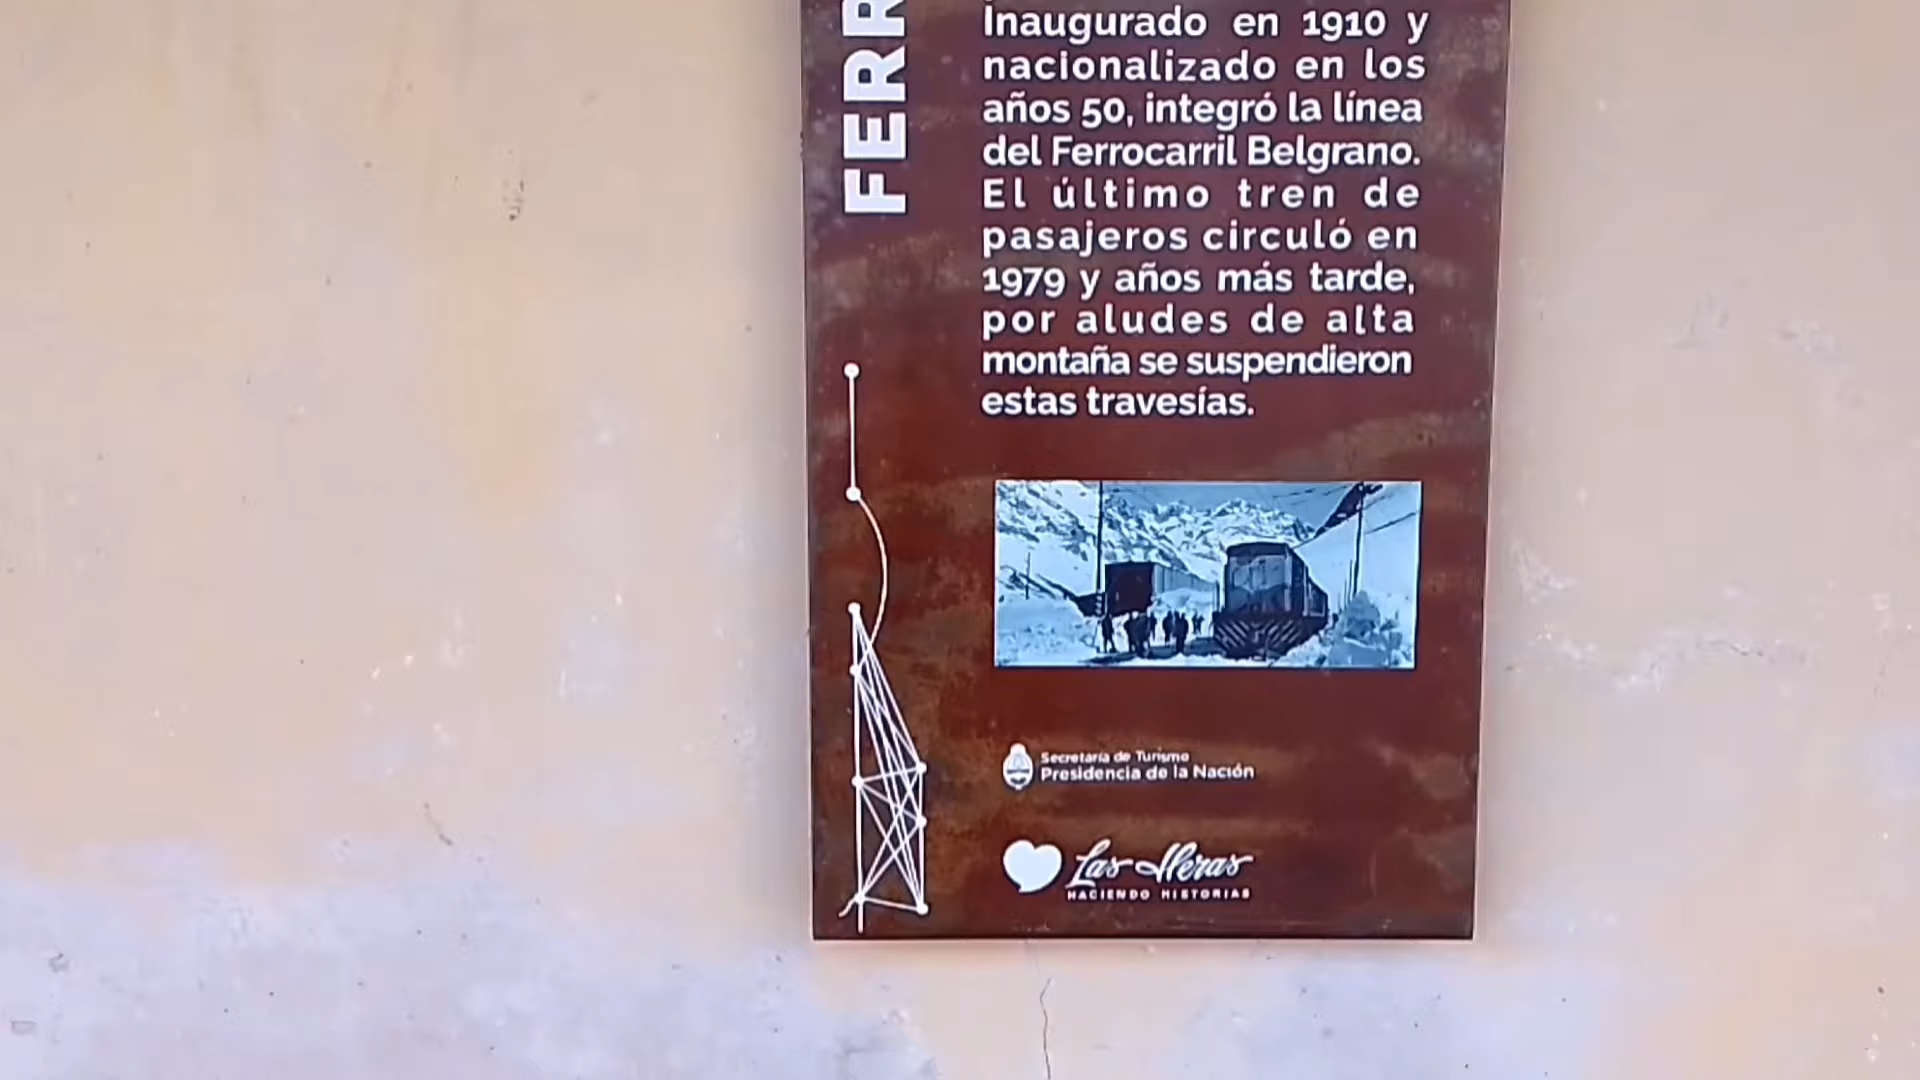 FERR
Inaugurado en 1910 y
nacionalizado en los
años 50, integró la línea
del Ferrocarril Belgrano.
El último tren de
pasajeros circuló en
1979 y años más tarde,
por aludes de alta
montaña se suspendieron
estas travesías.
Secretaría de Turismo
Presidencia de la Nación
Las Heras
HACIENDO HISTORIAS